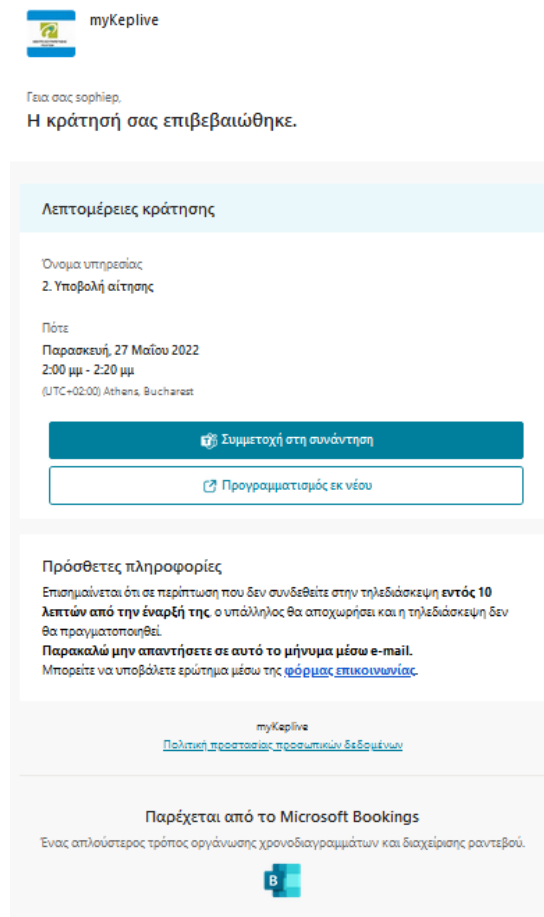 myKeplive
Γεια σας sophiep,
Η κράτησή σας επιβεβαιώθηκε.
Λεπτομέρειες κράτησης
Όνομα υπηρεσίας
2. Υποβολή αίτησης
Πότε
Παρασκευή, 27 Μαΐου 2022
2:00 μμ - 2:20 μμ
(UTC+02:00) Athens, Bucharest
Συμμετοχή στη συνάντηση
Προγραμματισμός εκ νέου
Πρόσθετες πληροφορίες
Επισημαίνεται ότι σε περίπτωση που δεν συνδεθείτε στην τηλεδιάσκεψη εντός 10
λεπτών από την έναρξή της, ο υπάλληλος θα αποχωρήσει και η τηλεδιάσκεψη δεν
θα πραγματοποιηθεί.
Παρακαλώ μην απαντήσετε σε αυτό το μήνυμα μέσω e-mail.
Μπορείτε να υποβάλετε ερώτημα μέσω της φόρμας επικοινωνίας.
myKeplive
Πολιτική προστασίας προσωπικών δεδομένων
Παρέχεται από το Microsoft Bookings
Ένας απλούστερος τρόπος οργάνωσης χρονοδιαγραμμάτων και διαχείρισης ραντεβού.
B